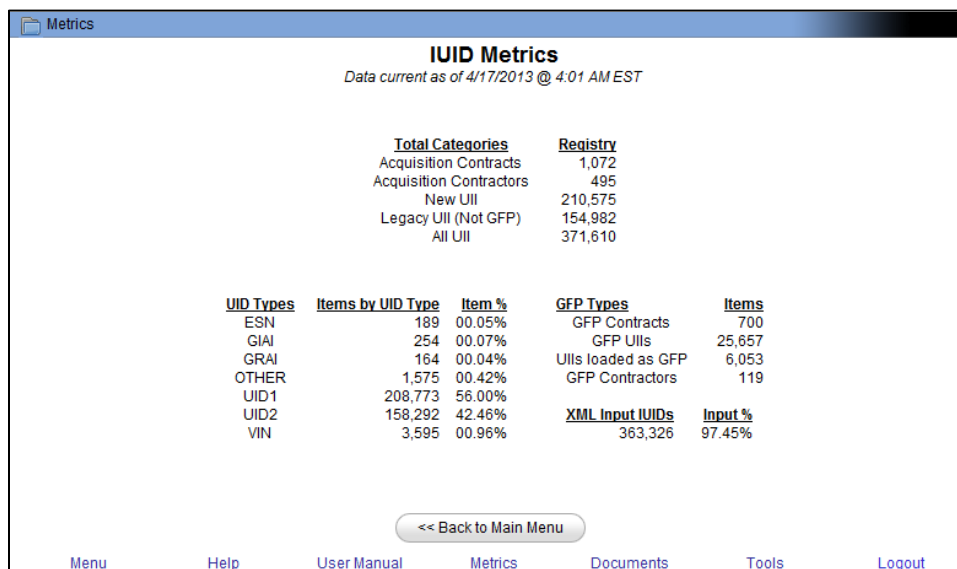 Metrics
IUID Metrics
Data current as of 4/17/2013 @ 4:01 AM EST
Total Categories Registry
Acquisition Contracts 1,072
Acquisition Contractors 495
New UII 210,575
Legacy UII (Not GFP) 154,982
All UII 371,610
UID Types Items by UID Type Item % GFP Types Items
ESN 189 00.05% GFP Contracts 700
GIAI 254 00.07% GFP UIIs 25,657
GRAI 164 00.04% UIIs loaded as GFP 6,053
OTHER 1,575 00.42% GFP Contractors 119
UID1 208,773 56.00%
UID2 158,292 42.46% XML Input IUIDs Input %
VIN 3,595 00.96% 363,326 97.45%
<< Back to Main Menu
Menu Help User Manual Metrics Documents Tools Logout